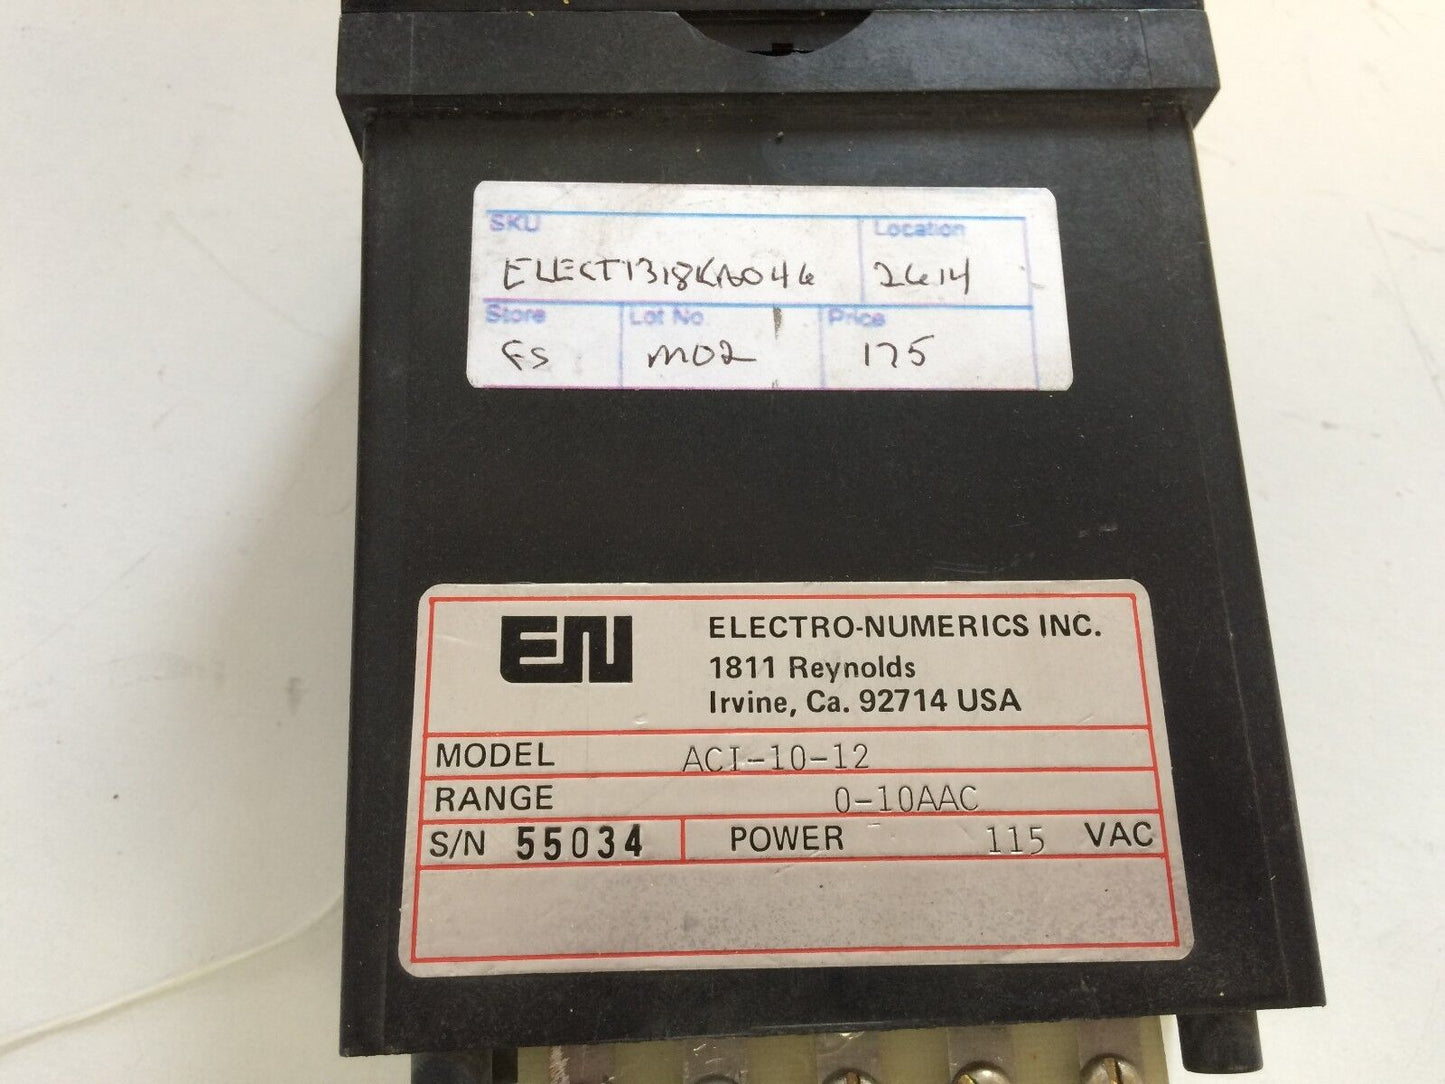 SKU Location
ELECT1318KA046 2614
Store Lot No. Price
FS M02 175
EN
ELECTRO-NUMERICS INC.
1811 Reynolds
Irvine, Ca. 92714 USA
MODEL ACI-10-12
RANGE 0-10AAC
S/N 55034 POWER 115 VAC